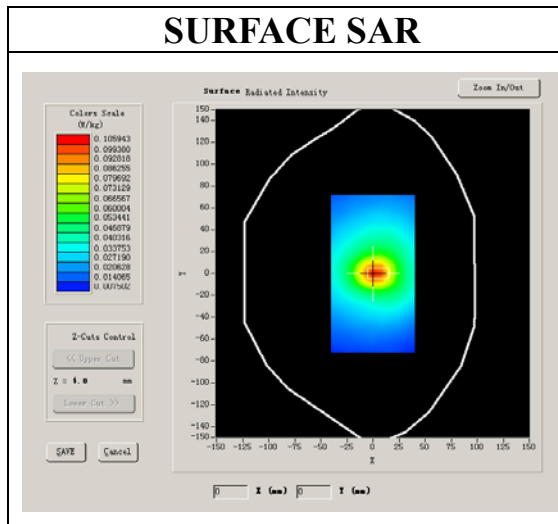 SURFACE SAR
Surface Radiated Intensity
Zoom In/Out
Colors Scale
(W/kg)
0.105943
0.099380
0.092818
0.086255
0.079692
0.073129
0.066567
0.060004
0.053441
0.046879
0.040316
0.033753
0.027190
0.020628
0.014065
0.007502
150
140
120
100
80
60
40
20
0
-20
-40
-60
-80
-100
-120
-140
-150
Y
-150 -125 -100 -75 -50 -25 0 25 50 75 100 125 150
X
Z-Cuts Control
<< Upper Cut
Z = 4.0 mm
Lower Cut >>
SAVE Cancel
0 X (mm) 0 Y (mm)